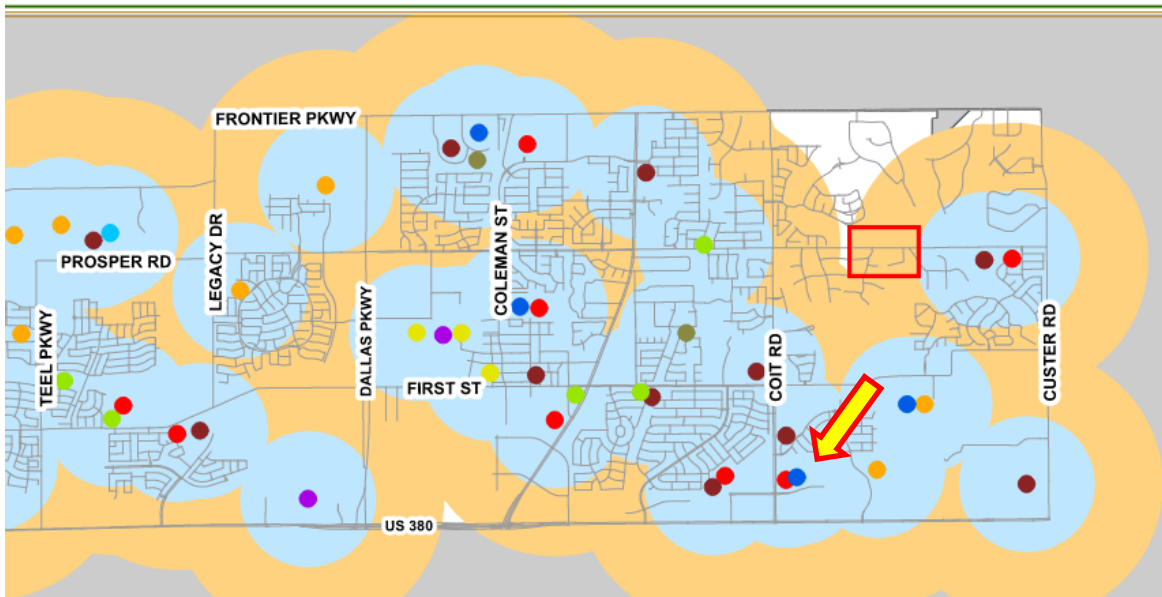 FRONTIER PKWY
COLEMAN ST
LEGACY DR
PROSPER RD
TEEL PKWY
DALLAS PKWY
FIRST ST
COIT RD
CUSTER RD
US 380